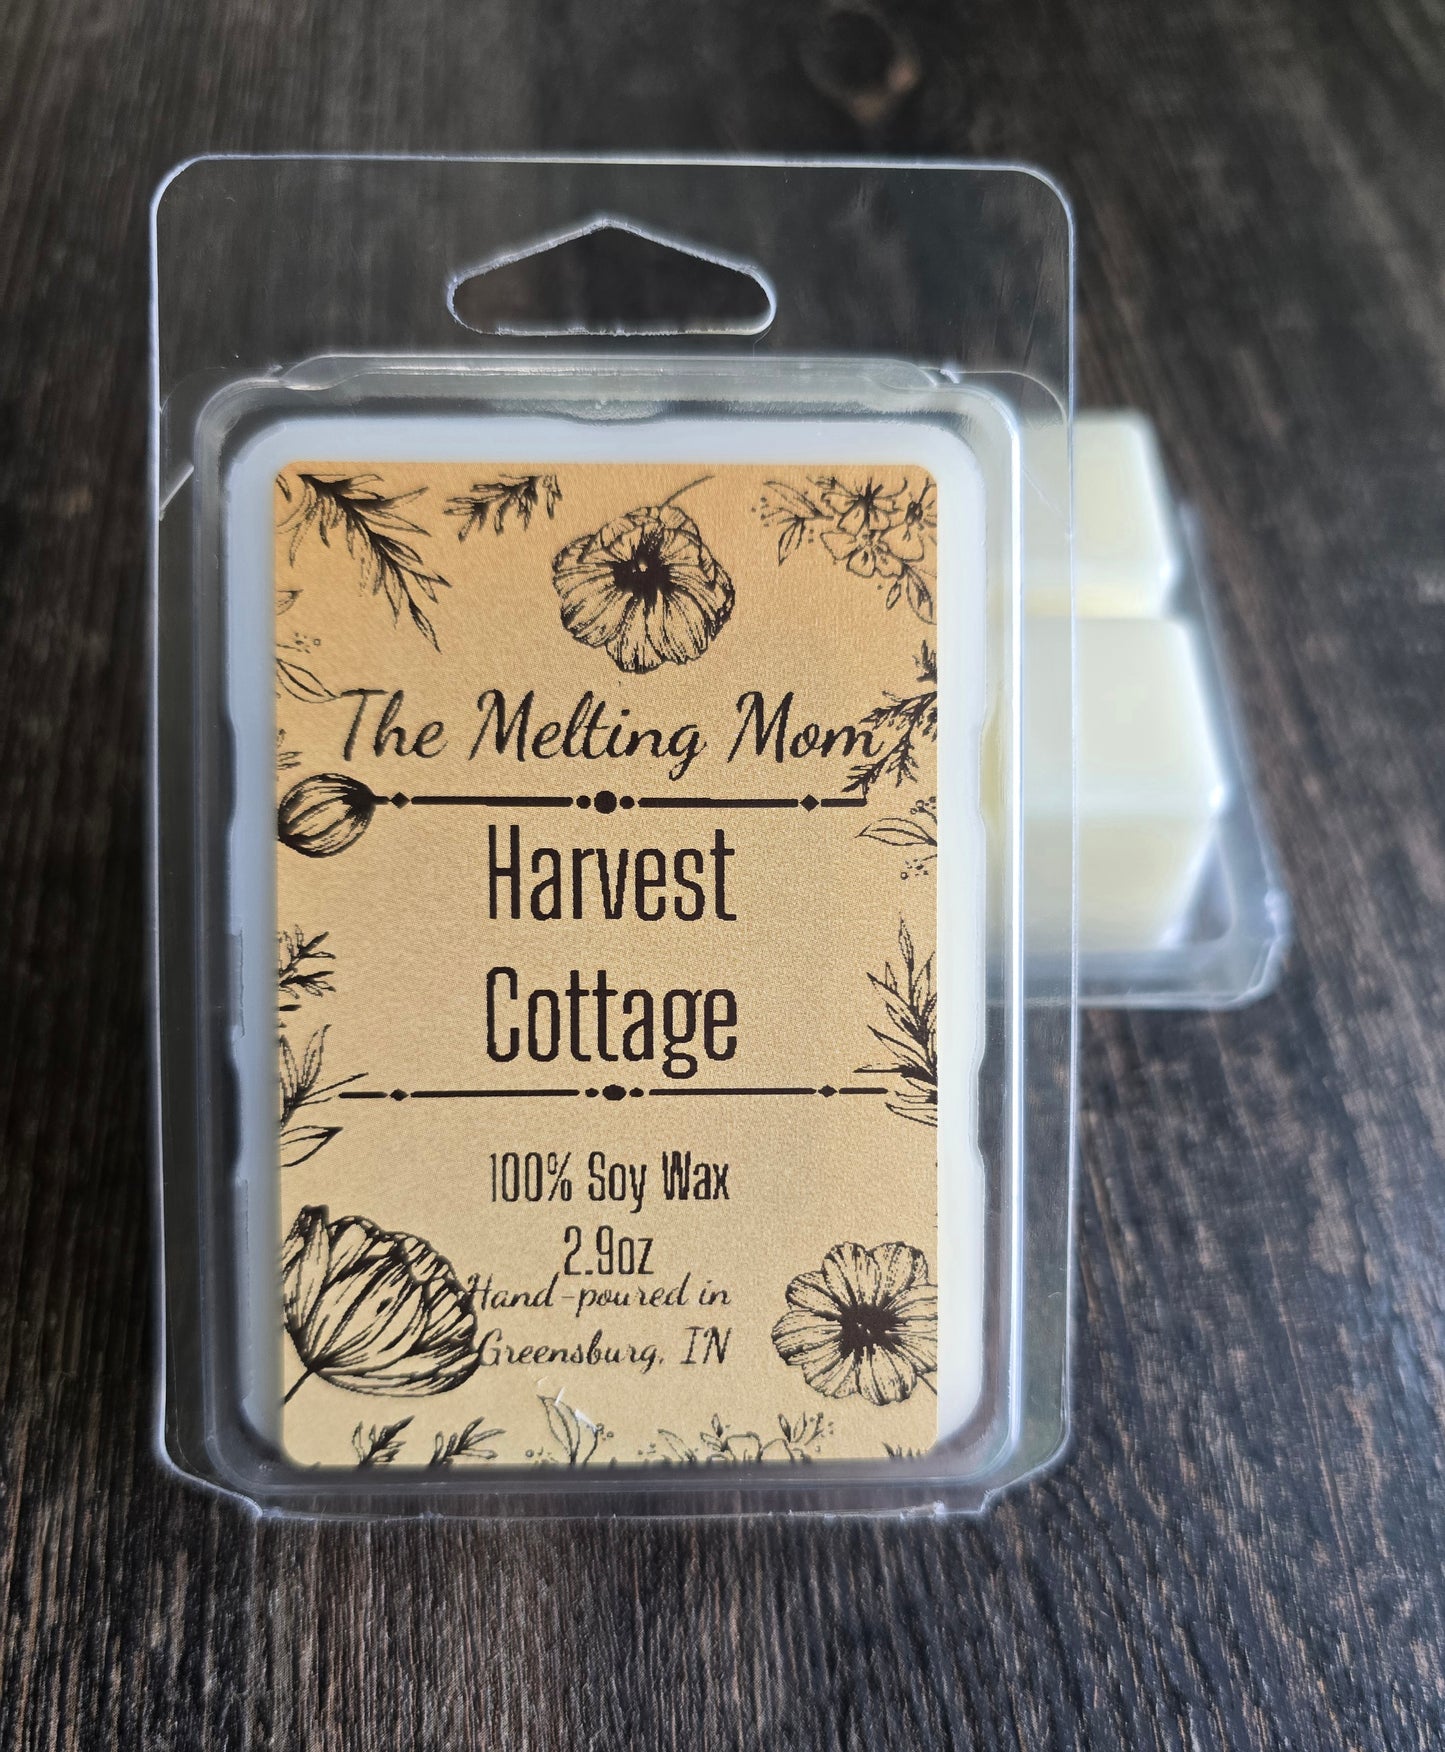 The Melting Mom
Harvest
Cottage
100% Soy Wax
2.9oz
Hand-poured in
Greensburg, IN